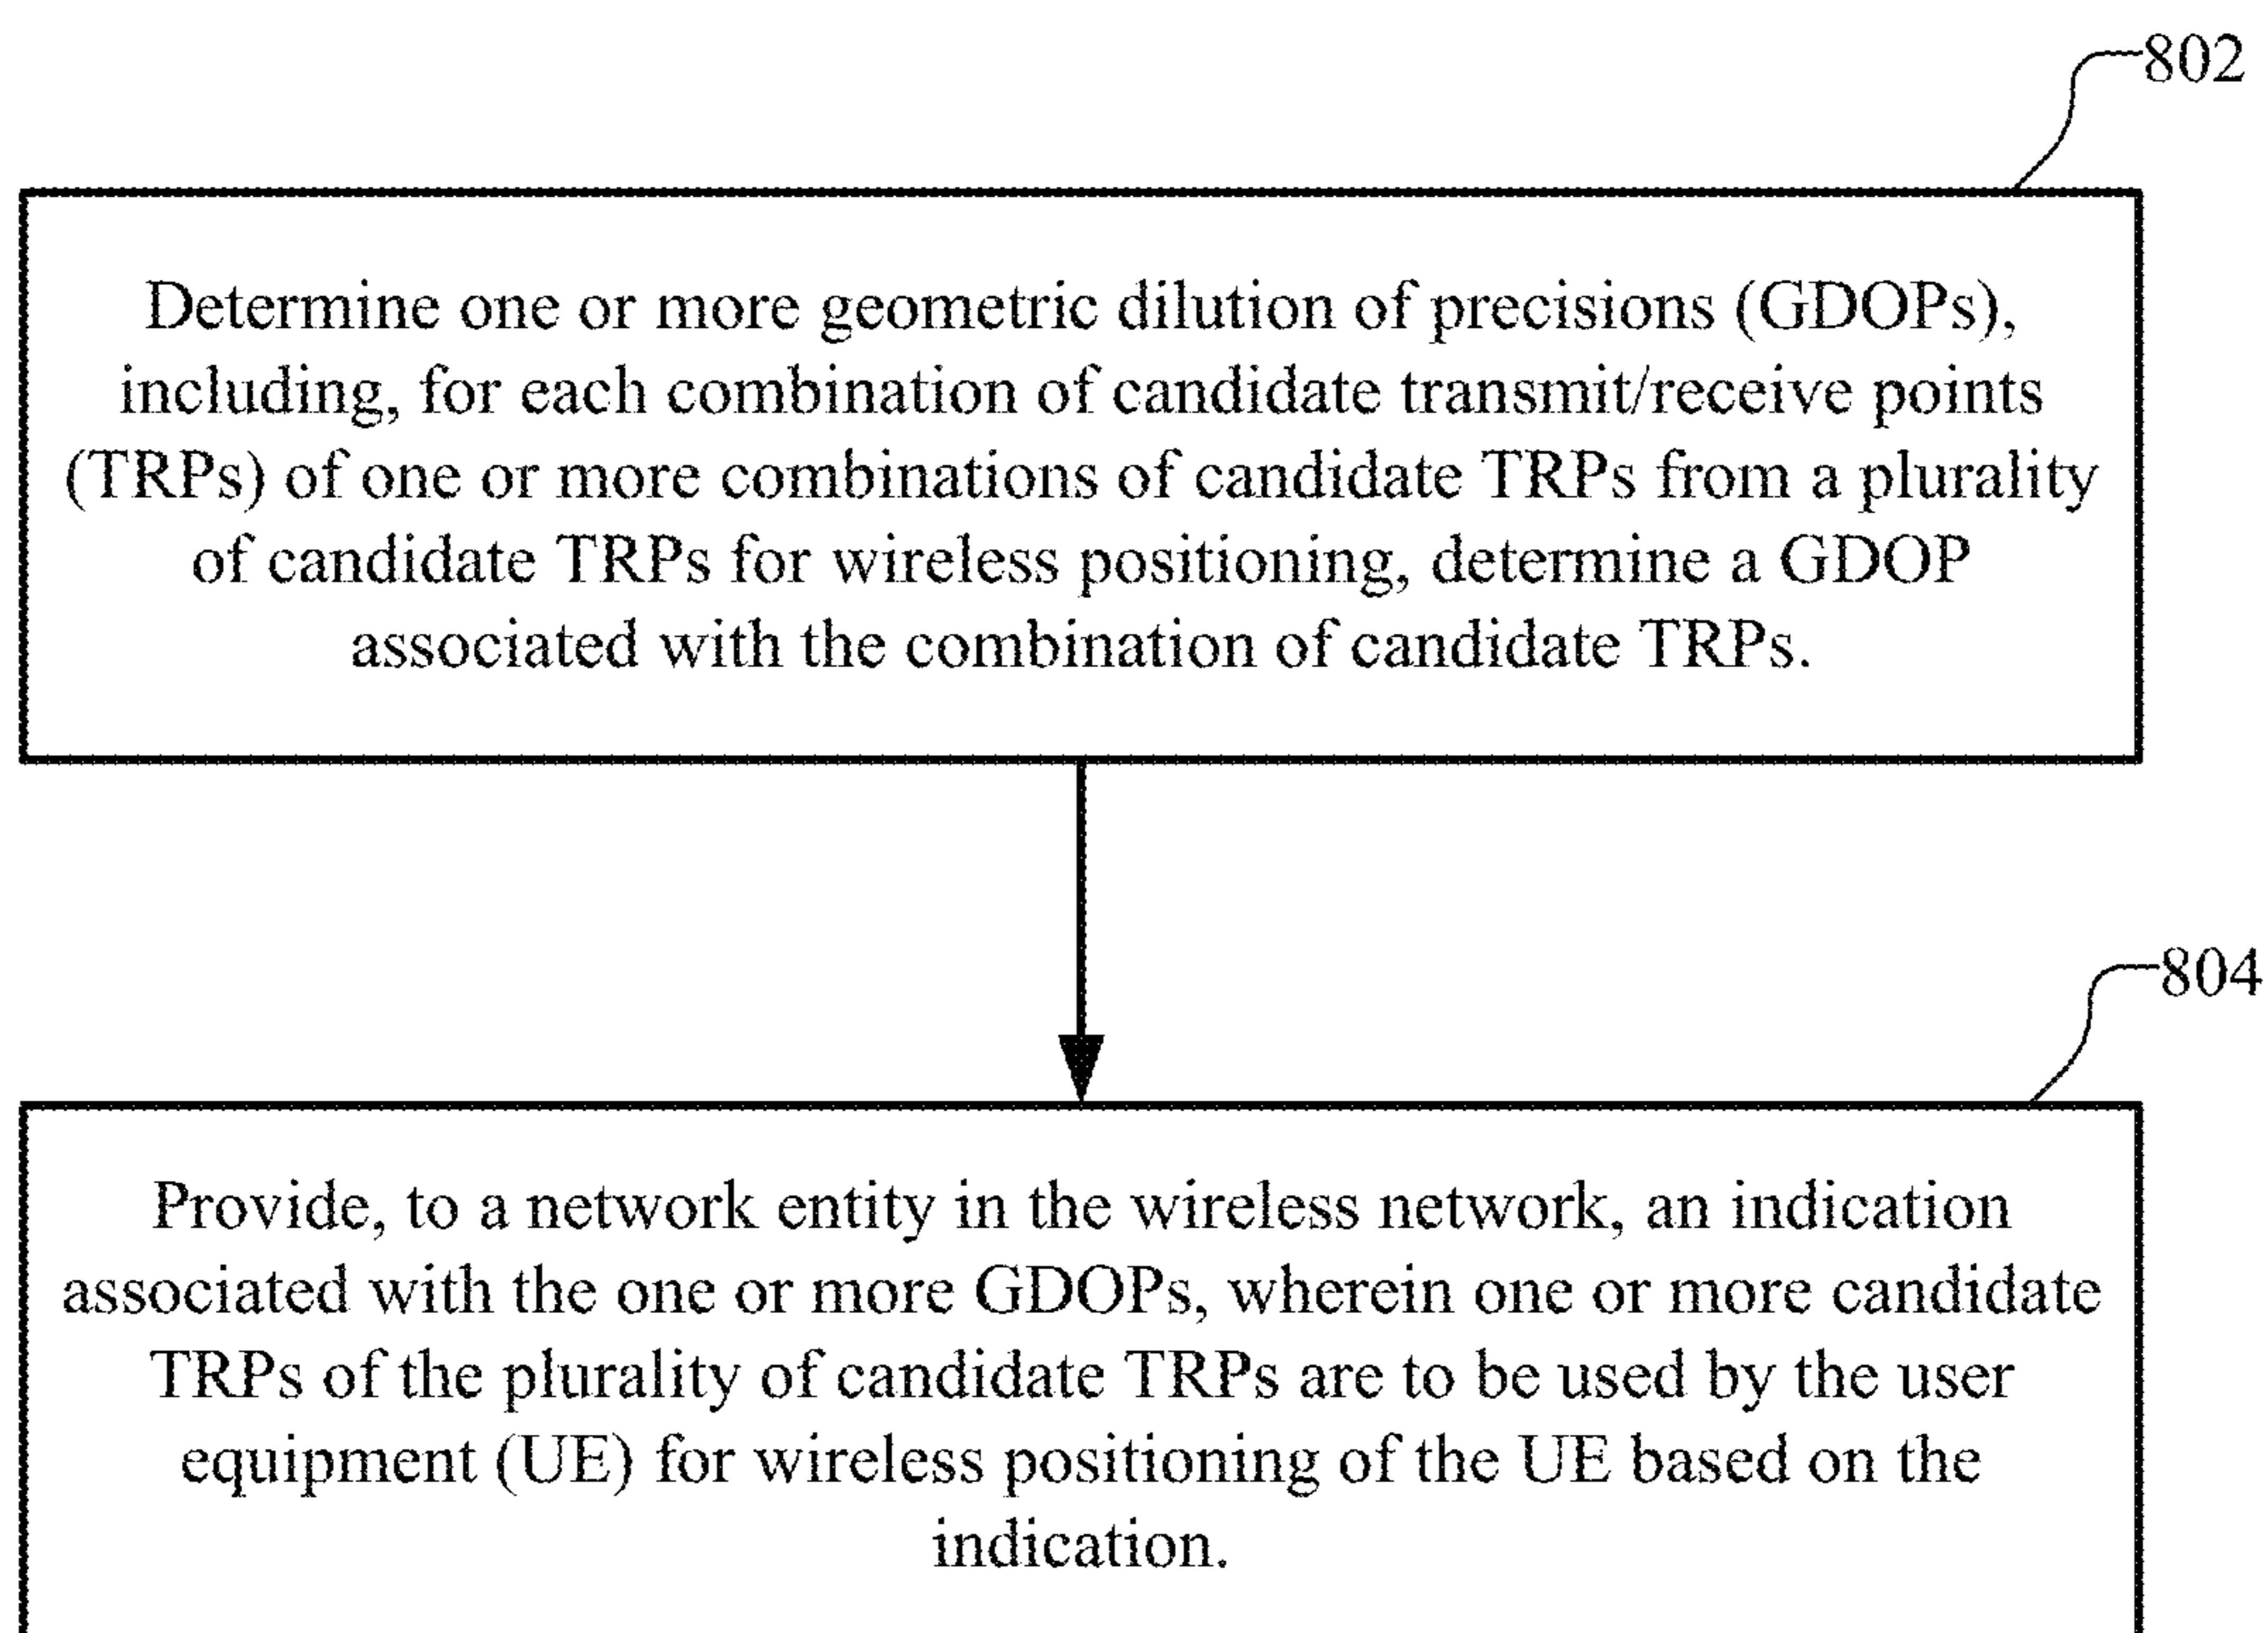 802
Determine one or more geometric dilution of precisions (GDOPs),
including, for each combination of candidate transmit/receive points
(TRPs) of one or more combinations of candidate TRPs from a plurality
of candidate TRPs for wireless positioning, determine a GDOP
associated with the combination of candidate TRPs.
804
Provide, to a network entity in the wireless network, an indication
associated with the one or more GDOPs, wherein one or more candidate
TRPs of the plurality of candidate TRPs are to be used by the user
equipment (UE) for wireless positioning of the UE based on the
indication.